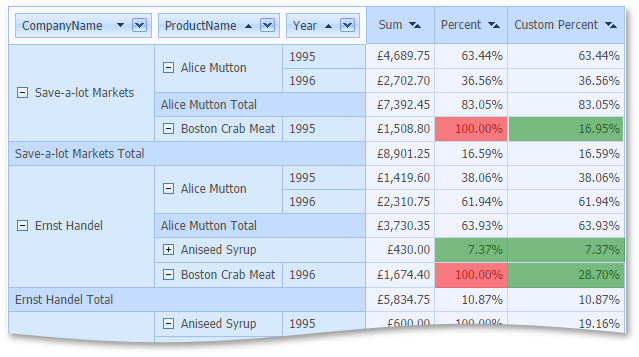 CompanyName ProductName Year Sum Percent Custom Percent
Save-a-lot Markets Alice Mutton 1995 £4,689.75 63.44% 63.44%
1996 £2,702.70 36.56% 36.56%
Alice Mutton Total £7,392.45 83.05% 83.05%
Boston Crab Meat 1995 £1,508.80 100.00% 16.95%
Save-a-lot Markets Total £8,901.25 16.59% 16.59%
Ernst Handel Alice Mutton 1995 £1,419.60 38.06% 38.06%
1996 £2,310.75 61.94% 61.94%
Alice Mutton Total £3,730.35 63.93% 63.93%
Aniseed Syrup £430.00 7.37% 7.37%
Boston Crab Meat 1996 £1,674.40 100.00% 28.70%
Ernst Handel Total £5,834.75 10.87% 10.87%
Aniseed Syrup 1995 £600.00 100.00% 19.16%